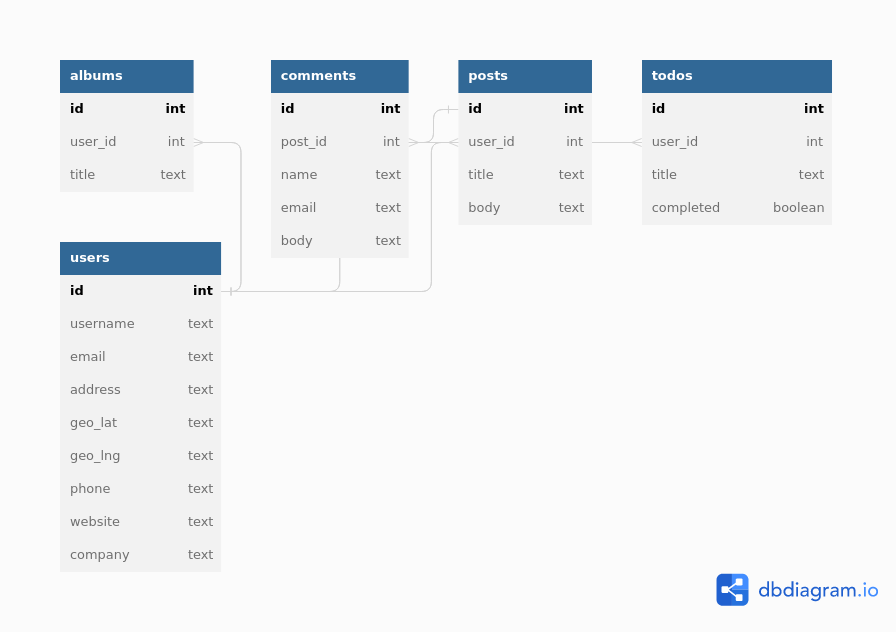 albums
id int
user_id int
title text
comments
id int
post_id int
name text
email text
body text
posts
id int
user_id int
title text
body text
todos
id int
user_id int
title text
completed boolean
users
id int
username text
email text
address text
geo_lat text
geo_lng text
phone text
website text
company text
dbdiagram.io